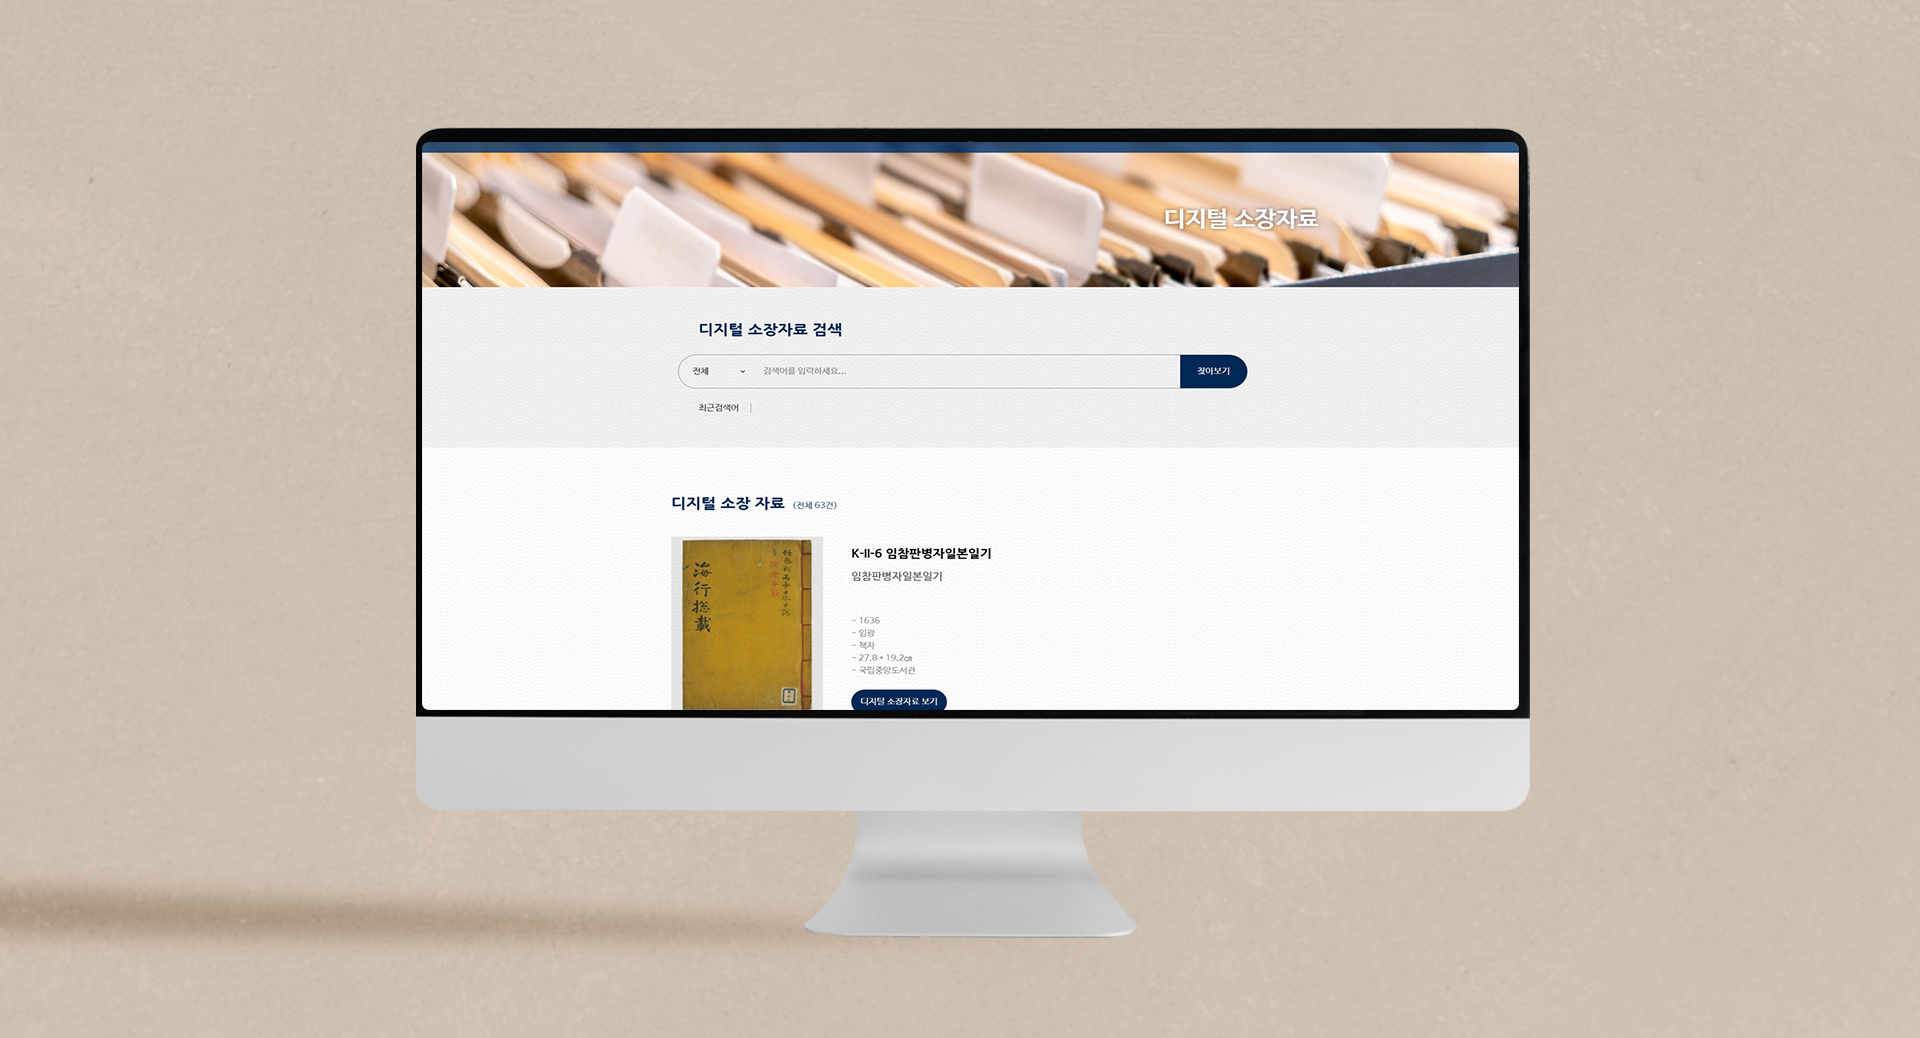 디지털 소장자료
디지털 소장자료 검색
전체
검색어를 입력하세요...
찾아보기
최근검색어
디지털 소장 자료 (전체 63건)
海行摠載
K-II-6 임참판병자일본일기
임참판병자일본일기
- 1636
- 임광
- 책자
- 27.8 * 19.2㎝
- 국립중앙도서관
디지털 소장자료 보기